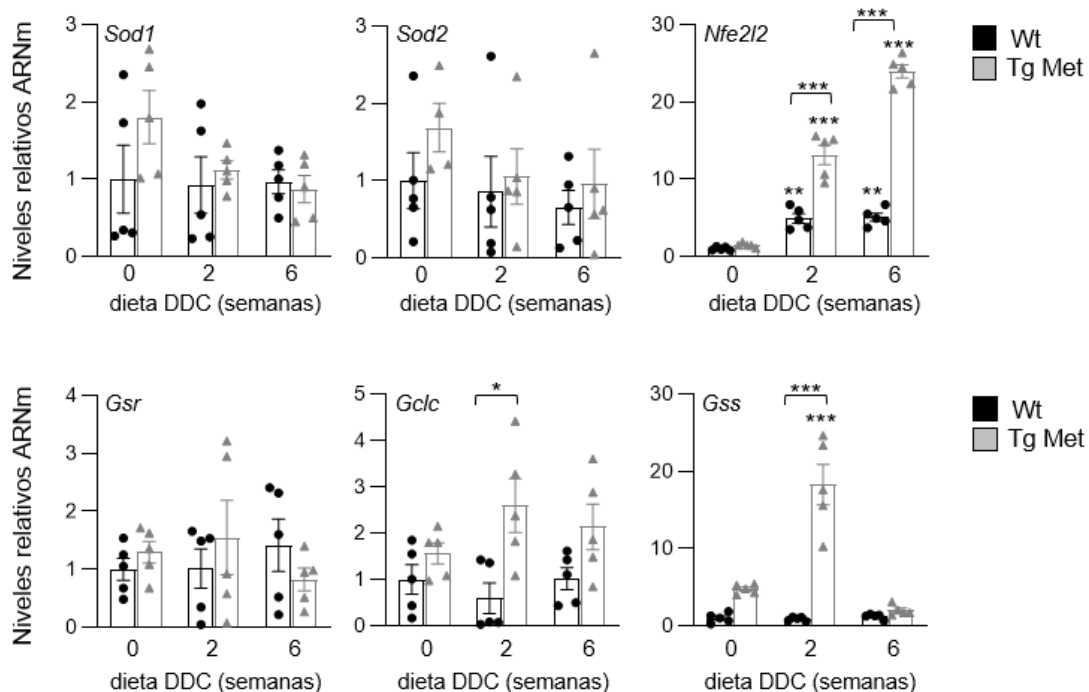 Niveles relativos ARNm
Sod1
3
2
1
0
0 2 6
dieta DDC (semanas)
Sod2
3
2
1
0
0 2 6
dieta DDC (semanas)
Nfe2l2
30
20
10
0
*** ***
*** ***
** **
0 2 6
dieta DDC (semanas)
Wt
Tg Met
Niveles relativos ARNm
Gsr
4
3
2
1
0
0 2 6
dieta DDC (semanas)
Gclc
5
4
3
2
1
0
*
0 2 6
dieta DDC (semanas)
Gss
30
20
10
0
***
***
0 2 6
dieta DDC (semanas)
Wt
Tg Met